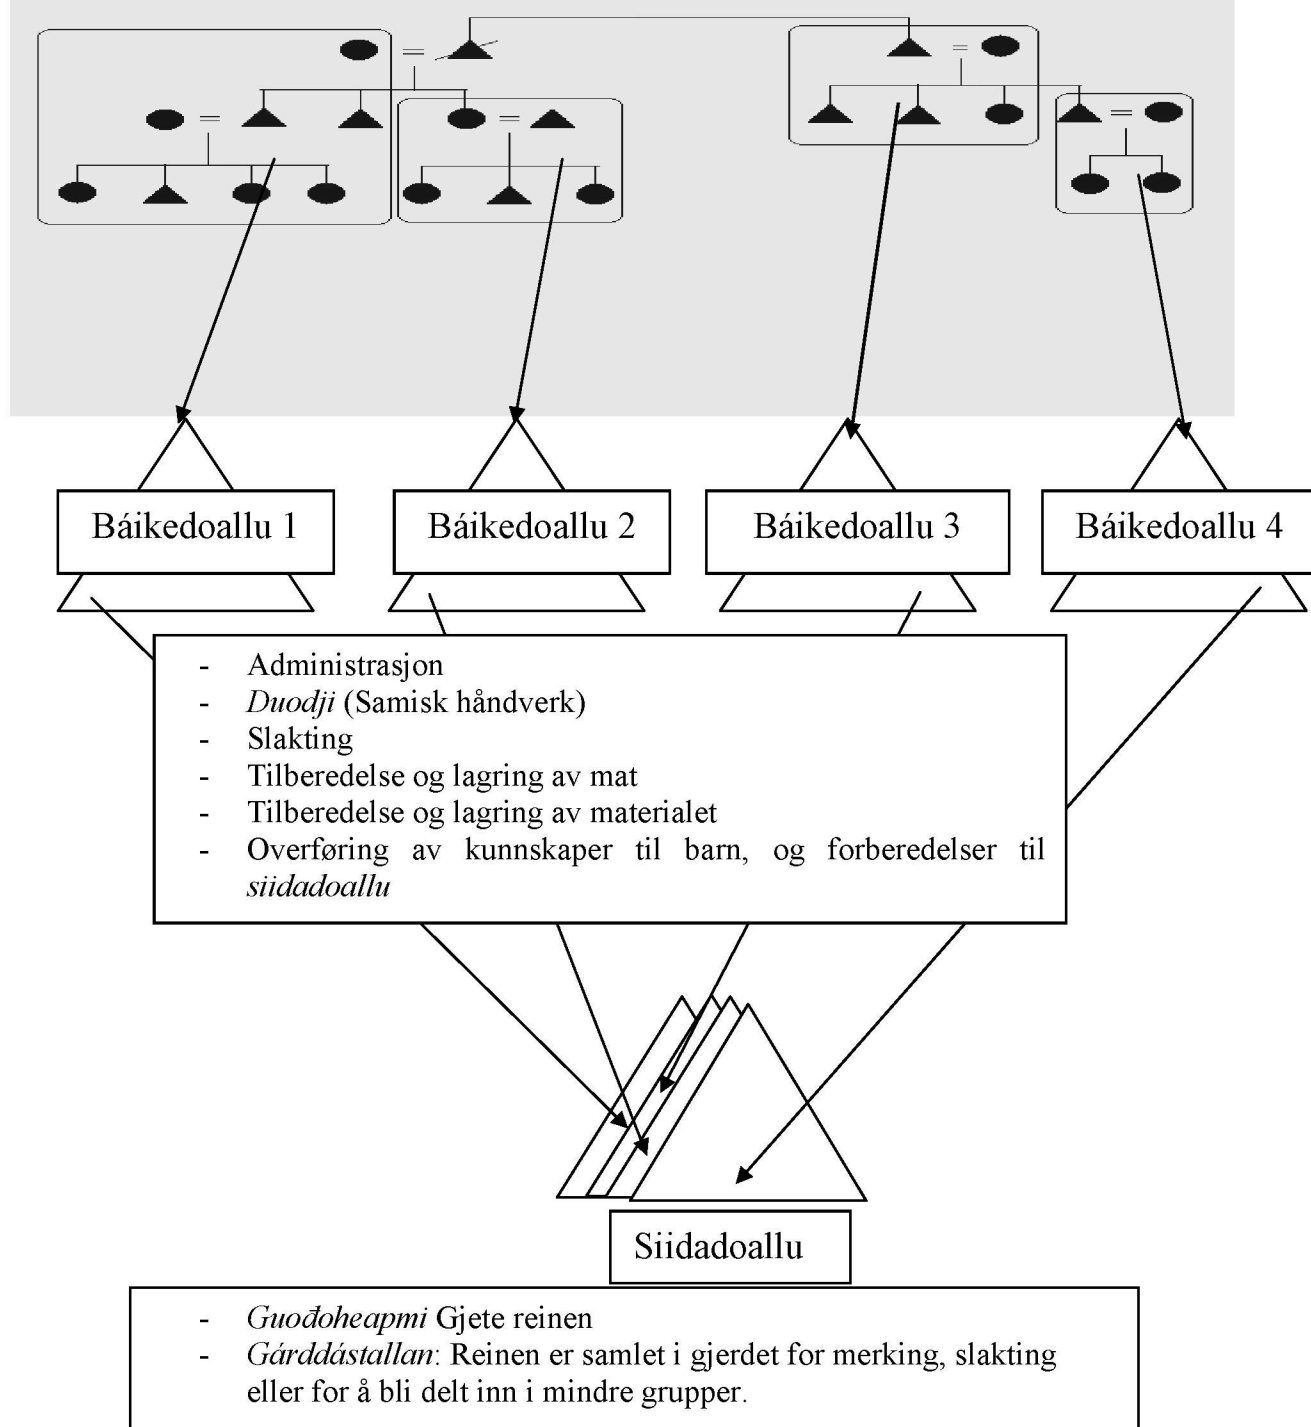 Báikedoallu 1
Báikedoallu 2
Báikedoallu 3
Báikedoallu 4
- Administrasjon
- Duodji (Samisk håndverk)
- Slakting
- Tilberedelse og lagring av mat
- Tilberedelse og lagring av materialet
- Overføring av kunnskaper til barn, og forberedelser til
siidadoallu
Siidadoallu
- Guođoheapmi Gjete reinen
- Gárddástallan: Reinen er samlet i gjerdet for merking, slakting
eller for å bli delt inn i mindre grupper.